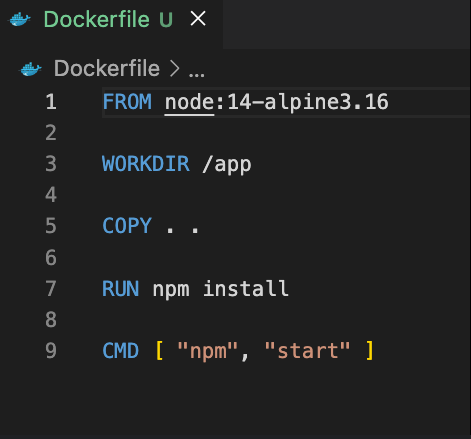 Dockerfile U
Dockerfile > ...
1 FROM node:14-alpine3.16
2
3 WORKDIR /app
4
5 COPY . .
6
7 RUN npm install
8
9 CMD [ "npm", "start" ]